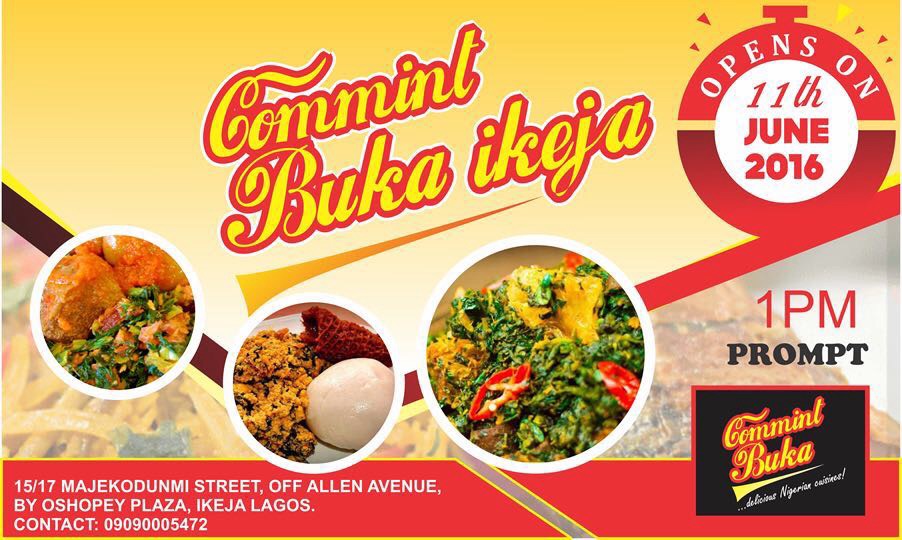 Commint
Buka ikeja
OPENS ON
11th
JUNE
2016
1PM
PROMPT
Commint
Buka
...delicious Nigerian cuisines!
15/17 MAJEKODUNMI STREET, OFF ALLEN AVENUE,
BY OSHOPEY PLAZA, IKEJA LAGOS.
CONTACT: 09090005472